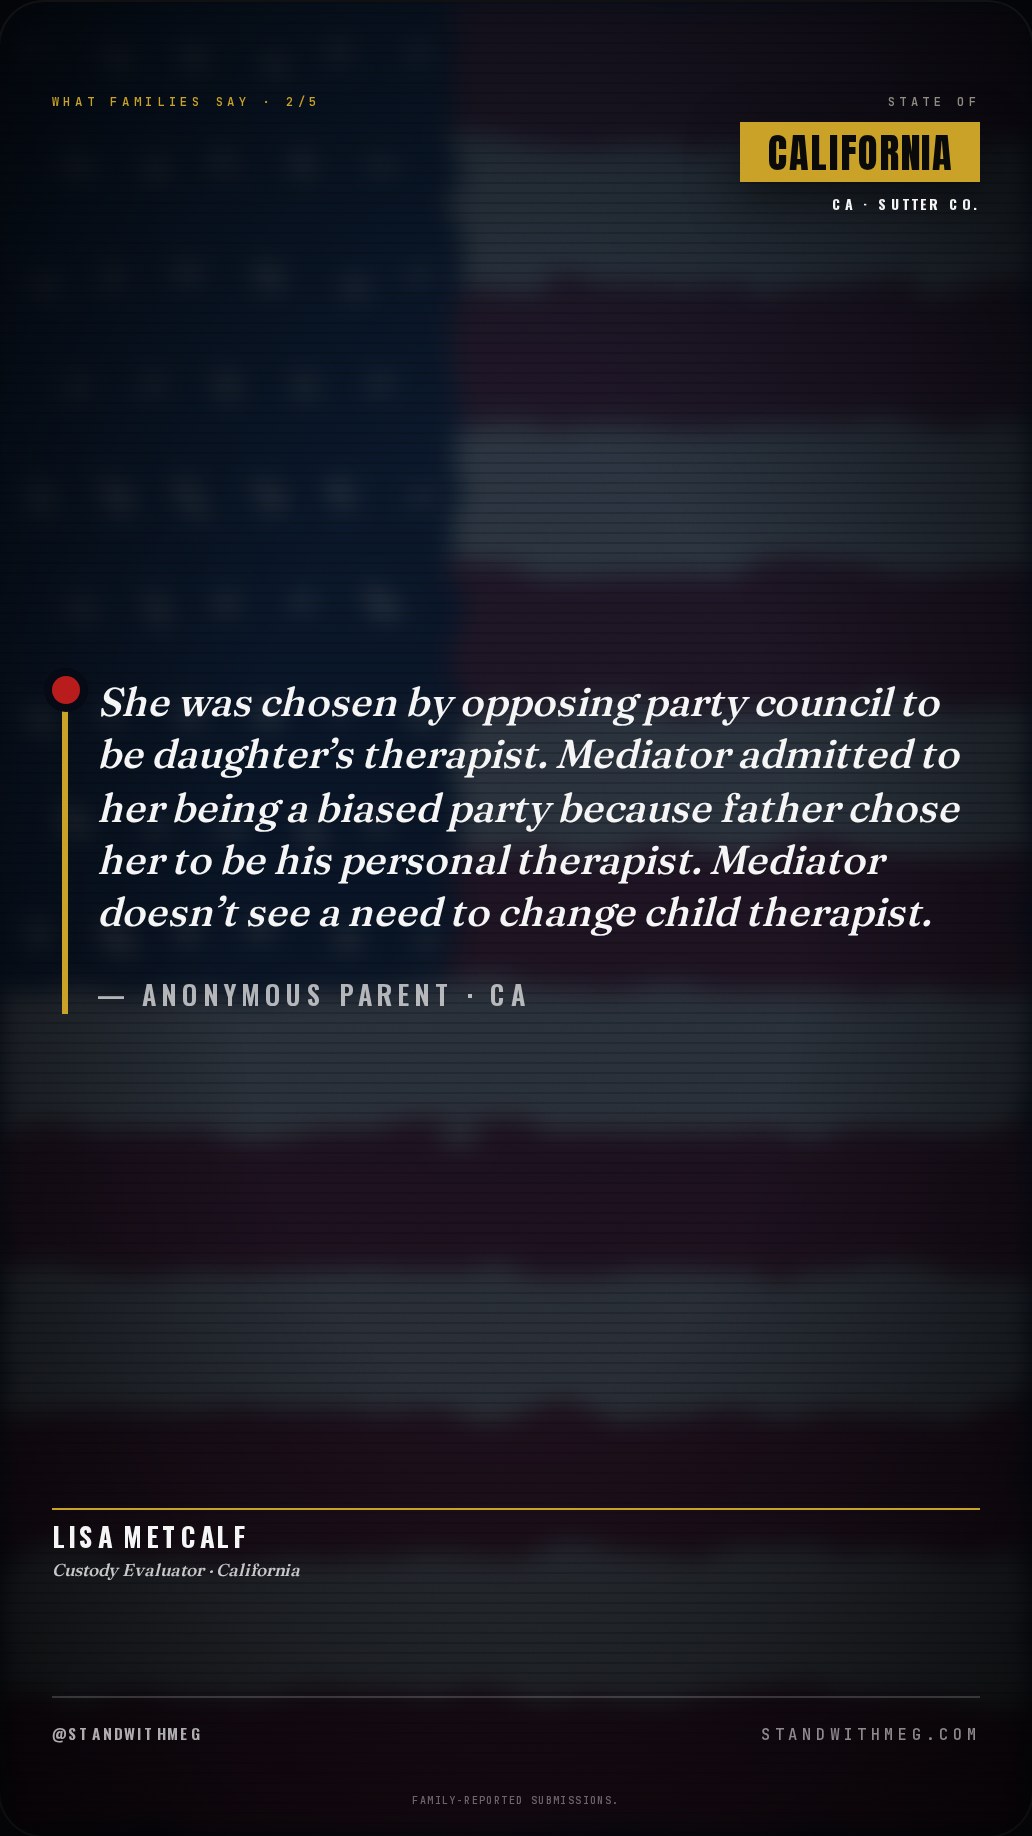 WHAT FAMILIES SAY · 2/5
STATE OF
CALIFORNIA
CA · SUTTER CO.
She was chosen by opposing party council to
be daughter’s therapist. Mediator admitted to
her being a biased party because father chose
her to be his personal therapist. Mediator
doesn’t see a need to change child therapist.
— ANONYMOUS PARENT · CA
LISA METCALF
Custody Evaluator · California
@STANDWITHMEG
STANDWITHMEG.COM
FAMILY-REPORTED SUBMISSIONS.